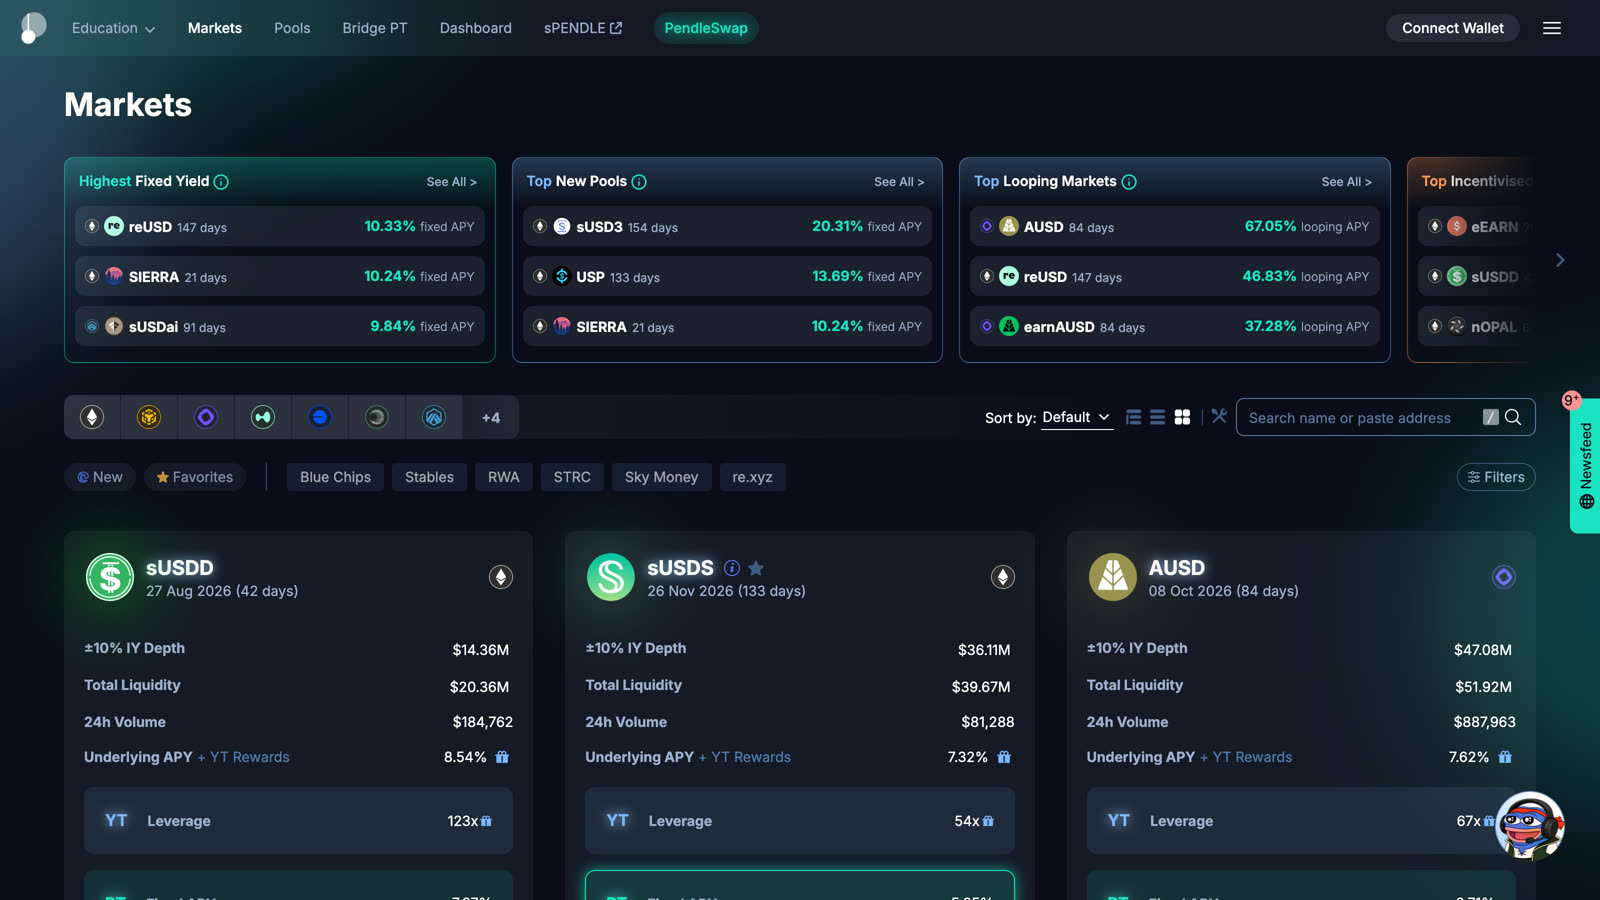 Education
Markets
Pools
Bridge PT
Dashboard
sPENDLE
PendleSwap
Connect Wallet
Markets
Highest Fixed Yield
See All >
re reUSD 147 days
10.33% fixed APY
SIERRA 21 days
10.24% fixed APY
sUSDai 91 days
9.84% fixed APY
Top New Pools
See All >
sUSD3 154 days
20.31% fixed APY
USP 133 days
13.69% fixed APY
SIERRA 21 days
10.24% fixed APY
Top Looping Markets
See All >
AUSD 84 days
67.05% looping APY
re reUSD 147 days
46.83% looping APY
earnAUSD 84 days
37.28% looping APY
Top Incentivised
eEARN
sUSDD
nOPAL
+4
Sort by: Default
Search name or paste address /
New
Favorites
Blue Chips
Stables
RWA
STRC
Sky Money
re.xyz
Filters
9+
Newsfeed
sUSDD
27 Aug 2026 (42 days)
±10% IY Depth
$14.36M
Total Liquidity
$20.36M
24h Volume
$184,762
Underlying APY + YT Rewards
8.54%
YT Leverage
123x
sUSDS
26 Nov 2026 (133 days)
±10% IY Depth
$36.11M
Total Liquidity
$39.67M
24h Volume
$81,288
Underlying APY + YT Rewards
7.32%
YT Leverage
54x
AUSD
08 Oct 2026 (84 days)
±10% IY Depth
$47.08M
Total Liquidity
$51.92M
24h Volume
$887,963
Underlying APY + YT Rewards
7.62%
YT Leverage
67x